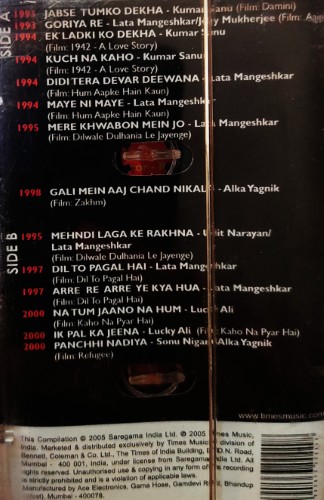 SIDE A
1993 JABSE TUMKO DEKHA - Kumar Sanu (Film: Damini)
1993 GORIYA RE - Lata Mangeshkar/Joy Mukherjee (Film:
1994 EK LADKI KO DEKHA - Kumar Sanu
(Film: 1942 - A Love Story)
1994 KUCH NA KAHO - Kumar Sanu
(Film: 1942 - A Love Story)
1994 DIDI TERA DEVAR DEEWANA - Lata Mangeshkar
(Film: Hum Aapke Hain Kaun)
1994 MAYE NI MAYE - Lata Mangeshkar
(Film: Hum Aapke Hain Kaun)
1995 MERE KHWABON MEIN JO - Lata Mangeshkar
(Film: Dilwale Dulhania Le Jayenge)
1998 GALI MEIN AAJ CHAND NIKALA - Alka Yagnik
(Film: Zakhm)
SIDE B
1995 MEHNDI LAGA KE RAKHNA - Udit Narayan/
Lata Mangeshkar
(Film: Dilwale Dulhania Le Jayenge)
1997 DIL TO PAGAL HAI - Lata Mangeshkar
(Film: Dil To Pagal Hai)
1997 ARRE RE ARRE YE KYA HUA - Lata Mangeshkar
(Film: Dil To Pagal Hai)
2000 NA TUM JAANO NA HUM - Lucky Ali
(Film: Kaho Na Pyar Hai)
2000 IK PAL KA JEENA - Lucky Ali (Film: Kaho Na Pyar Hai)
2000 PANCHHI NADIYA - Sonu Nigam/Alka Yagnik
(Film: Refugee)
www.timesmusic.com
This Compilation © 2005 Saregama India Ltd. ℗ 2005 Times Music,
India. Marketed & distributed exclusively by Times Music, a division of
Bennett, Coleman & Co. Ltd., The Times of India Building, D.N. Road,
Mumbai - 400 001, India, under license from Saregama India Ltd. All
rights reserved. Unauthorised use & copying in any form of the recording
is strictly prohibited and is a violation of applicable laws.
Manufactured by Ace Electronics, Gama Hose, Gamdevi Road, Bhandup
(West), Mumbai - 400078.